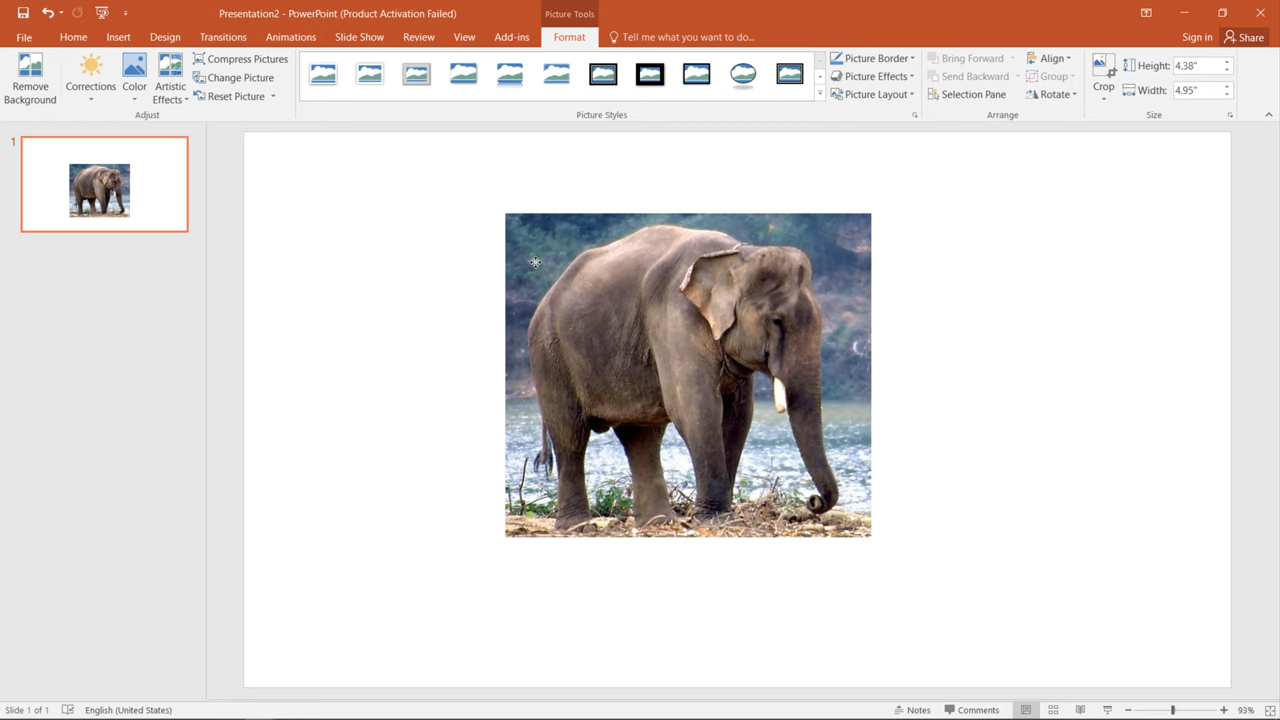 Presentation2 - PowerPoint (Product Activation Failed)
Picture Tools
File
Home
Insert
Design
Transitions
Animations
Slide Show
Review
View
Add-ins
Format
Tell me what you want to do...
Sign in
Share
Remove
Background
Corrections
Color
Artistic
Effects
Compress Pictures
Change Picture
Reset Picture
Adjust
Picture Styles
Picture Border
Picture Effects
Picture Layout
Bring Forward
Send Backward
Selection Pane
Align
Group
Rotate
Arrange
Crop
Height: 4.38"
Width: 4.95"
Size
1
Slide 1 of 1
English (United States)
Notes
Comments
93%